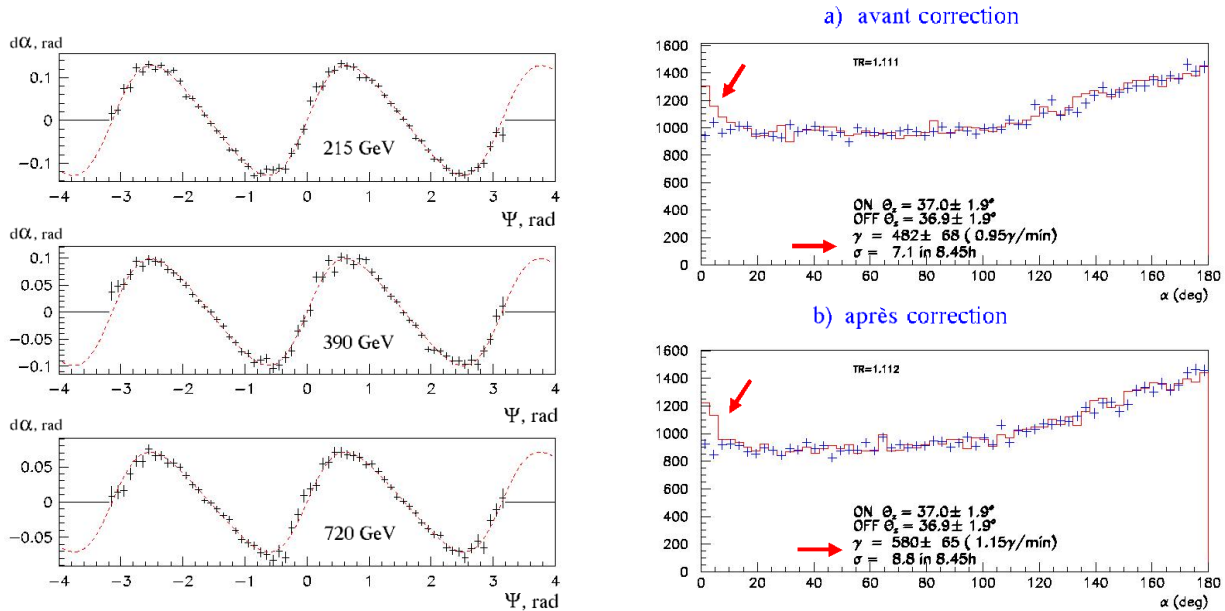 dα, rad
0.1
0
−0.1
215 GeV
−4 −3 −2 −1 0 1 2 3 4
Ψ, rad
dα, rad
0.1
0.05
0
−0.05
−0.1
390 GeV
−4 −3 −2 −1 0 1 2 3 4
Ψ, rad
dα, rad
0.05
0
−0.05
720 GeV
−4 −3 −2 −1 0 1 2 3 4
Ψ, rad
a) avant correction
1600
1400
1200
1000
800
600
400
200
0
TR=1.111
ON Θz = 37.0± 1.9°
OFF Θz = 36.9± 1.9°
γ = 482± 68 ( 0.95γ/min)
σ = 7.1 in 8.45h
0 20 40 60 80 100 120 140 160 180
α (deg)
b) après correction
1600
1400
1200
1000
800
600
400
200
0
TR=1.112
ON Θz = 37.0± 1.9°
OFF Θz = 36.9± 1.9°
γ = 580± 65 ( 1.15γ/min)
σ = 8.8 in 8.45h
0 20 40 60 80 100 120 140 160 180
α (deg)